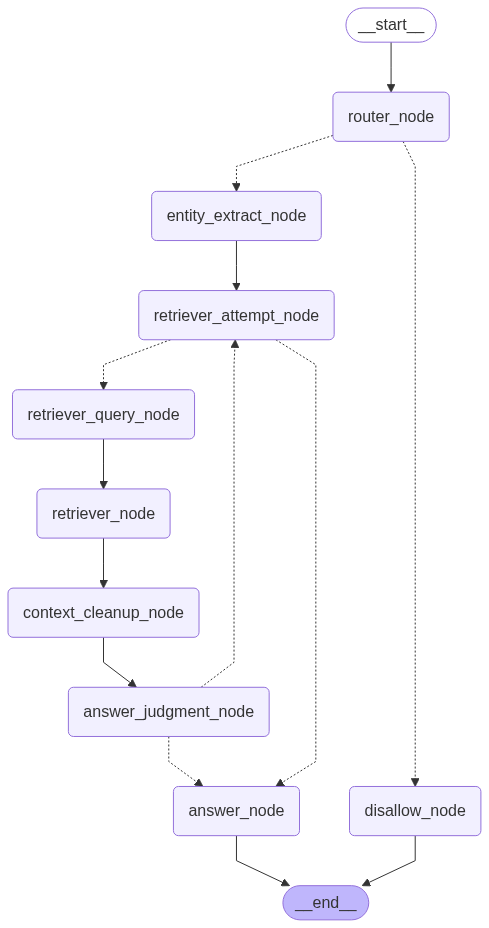 __start__
router_node
entity_extract_node
retriever_attempt_node
retriever_query_node
retriever_node
context_cleanup_node
answer_judgment_node
answer_node
disallow_node
__end__